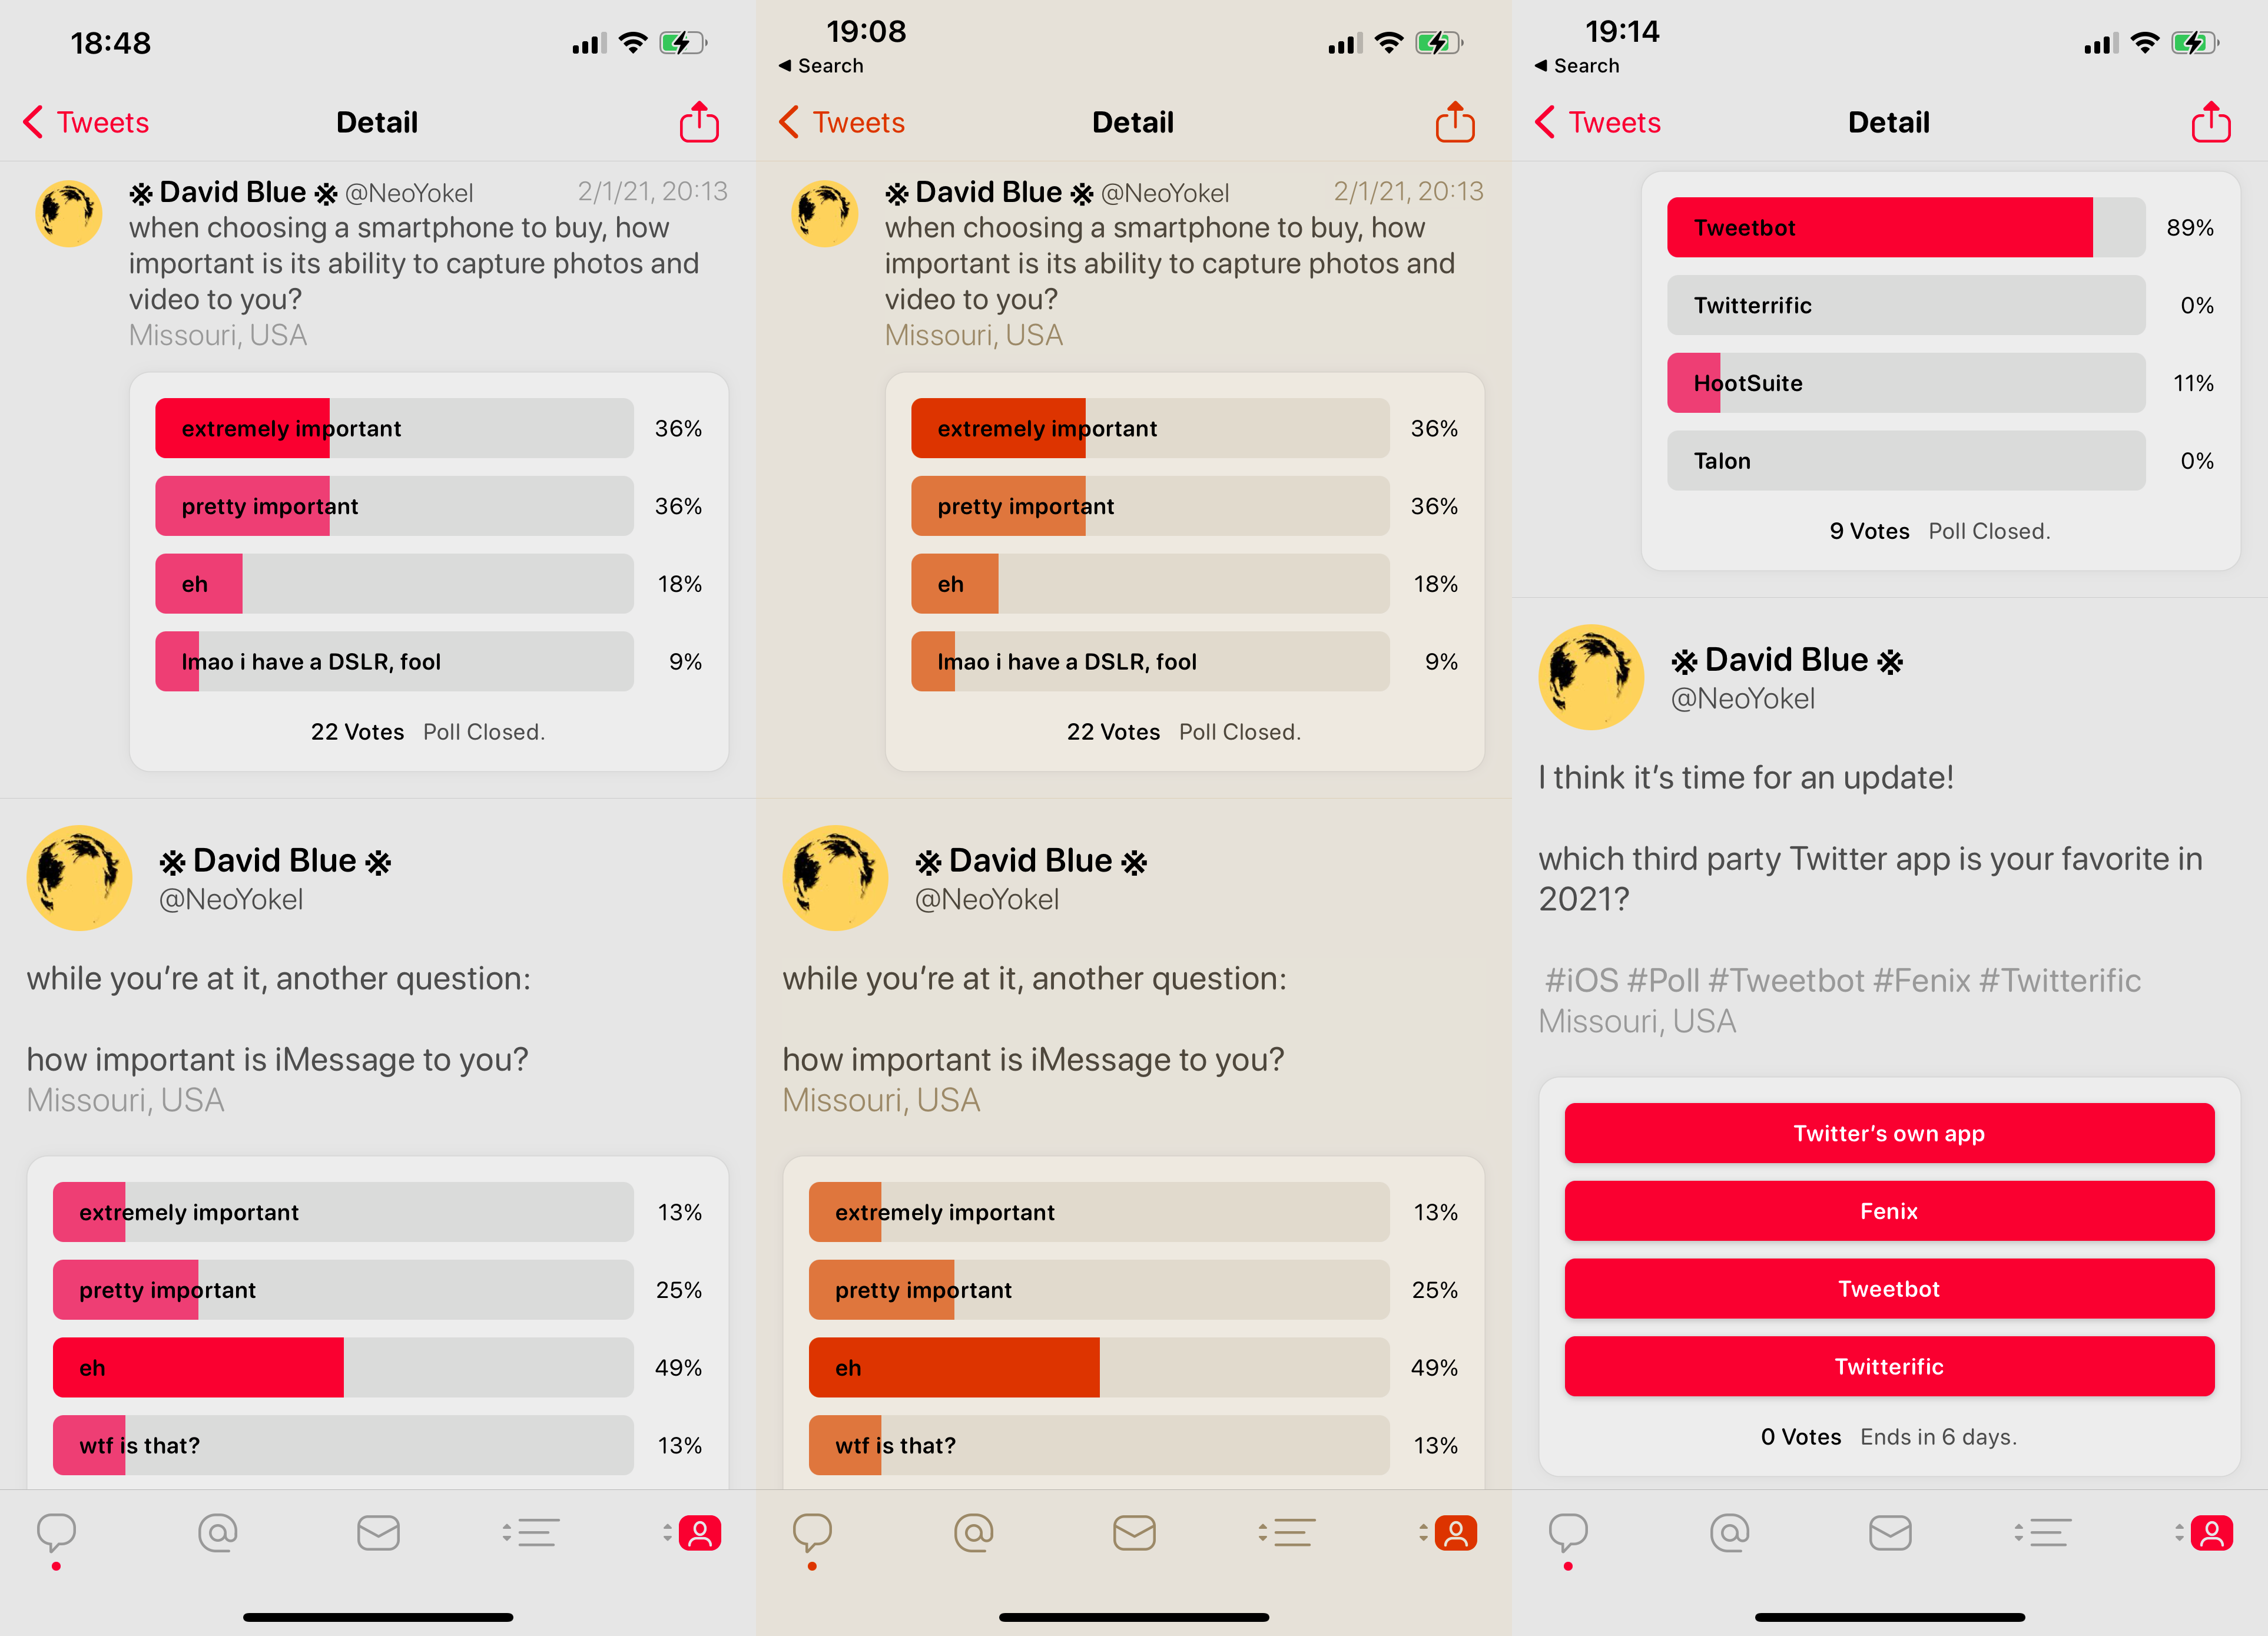 18:48
Tweets
Detail
※ David Blue ※ @NeoYokel 2/1/21, 20:13
when choosing a smartphone to buy, how
important is its ability to capture photos and
video to you?
Missouri, USA
extremely important 36%
pretty important 36%
eh 18%
lmao i have a DSLR, fool 9%
22 Votes Poll Closed.
※ David Blue ※
@NeoYokel
while you’re at it, another question:
how important is iMessage to you?
Missouri, USA
extremely important 13%
pretty important 25%
eh 49%
wtf is that? 13%
19:08
◀ Search
Tweets
Detail
※ David Blue ※ @NeoYokel 2/1/21, 20:13
when choosing a smartphone to buy, how
important is its ability to capture photos and
video to you?
Missouri, USA
extremely important 36%
pretty important 36%
eh 18%
lmao i have a DSLR, fool 9%
22 Votes Poll Closed.
※ David Blue ※
@NeoYokel
while you’re at it, another question:
how important is iMessage to you?
Missouri, USA
extremely important 13%
pretty important 25%
eh 49%
wtf is that? 13%
19:14
◀ Search
Tweets
Detail
Tweetbot 89%
Twitterrific 0%
HootSuite 11%
Talon 0%
9 Votes Poll Closed.
※ David Blue ※
@NeoYokel
I think it’s time for an update!
which third party Twitter app is your favorite in
2021?
#iOS #Poll #Tweetbot #Fenix #Twitterific
Missouri, USA
Twitter’s own app
Fenix
Tweetbot
Twitterific
0 Votes Ends in 6 days.